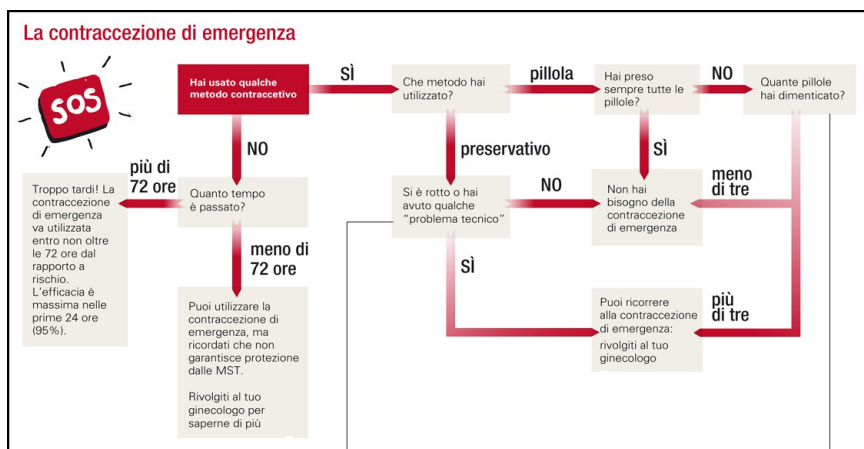 La contraccezione di emergenza
SOS
Hai usato qualche
metodo contraccetivo
SÌ
Che metodo hai
utilizzato?
pillola
Hai preso
sempre tutte le
pillole?
NO
Quante pillole
hai dimenticato?
NO
preservativo
SÌ
più di
72 ore
Troppo tardi! La
contraccezione
di emergenza
va utilizzata
entro non oltre
le 72 ore dal
rapporto a
rischio.
L'efficacia è
massima nelle
prime 24 ore
(95%).
Quanto tempo
è passato?
Si è rotto o hai
avuto qualche
“problema tecnico”
NO
Non hai
bisogno della
contraccezione
di emergenza
meno
di tre
meno di
72 ore
SÌ
Puoi utilizzare la
contraccezione di
emergenza, ma
ricordati che non
garantisce protezione
dalle MST.
Rivolgiti al tuo
ginecologo per
saperne di più
Puoi ricorrere
alla contraccezione
di emergenza:
rivolgiti al tuo
ginecologo
più
di tre